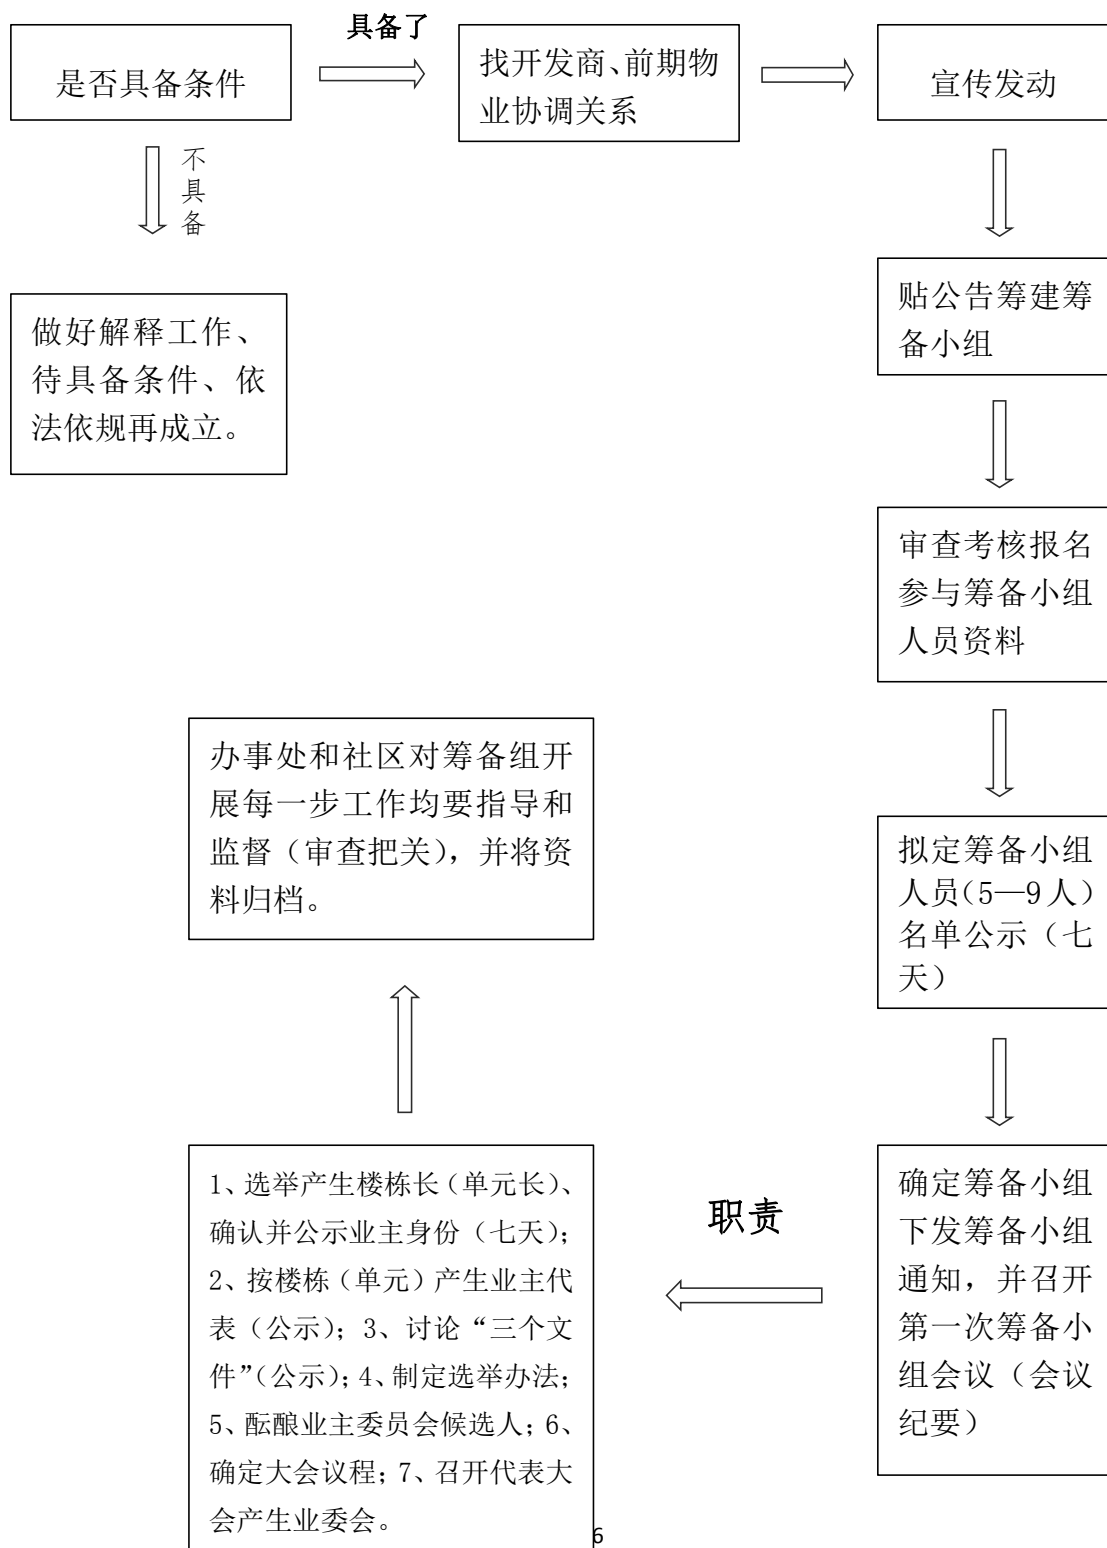 是否具备条件
具备了
找开发商、前期物
业协调关系
宣传发动
不
具
备
做好解释工作、
待具备条件、依
法依规再成立。
贴公告筹建筹
备小组
审查考核报名
参与筹备小组
人员资料
拟定筹备小组
人员（5—9人）
名单公示（七
天）
确定筹备小组
下发筹备小组
通知，并召开
第一次筹备小
组会议（会议
纪要）
职责
1、选举产生楼栋长（单元长）、
确认并公示业主身份（七天）；
2、按楼栋（单元）产生业主代
表（公示）；3、讨论“三个文
件”（公示）；4、制定选举办法；
5、酝酿业主委员会候选人；6、
确定大会议程；7、召开代表大
会产生业委会。
办事处和社区对筹备组开
展每一步工作均要指导和
监督（审查把关），并将资
料归档。
6